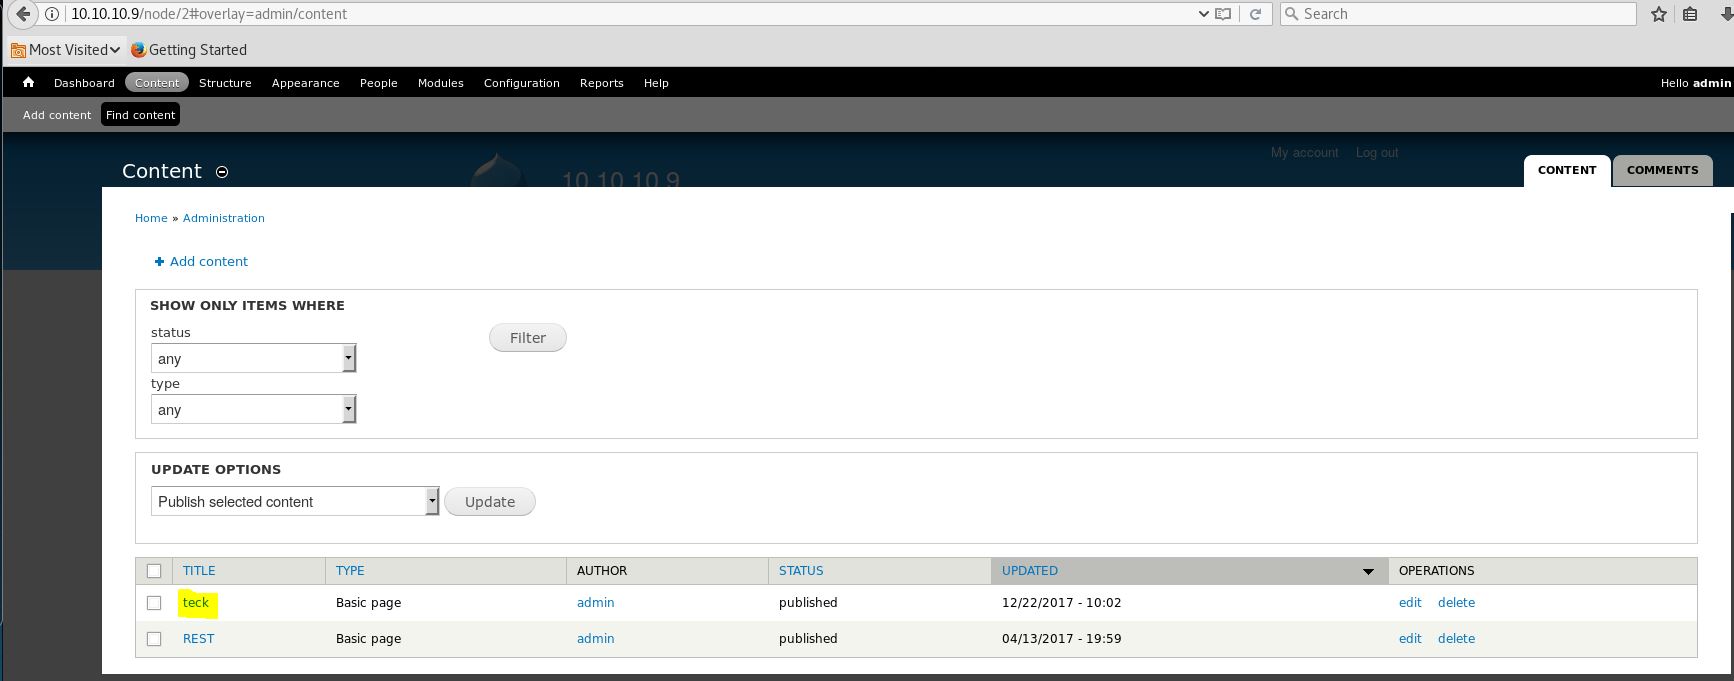 10.10.10.9/node/2#overlay=admin/content
Search
Most Visited
Getting Started
Dashboard Content Structure Appearance People Modules Configuration Reports Help Hello admin
Add content Find content
My account Log out
Content
10.10.10.9
CONTENT COMMENTS
Home » Administration
Add content
SHOW ONLY ITEMS WHERE
status
any
Filter
type
any
UPDATE OPTIONS
Publish selected content Update
TITLE TYPE AUTHOR STATUS UPDATED OPERATIONS
teck Basic page admin published 12/22/2017 - 10:02 edit delete
REST Basic page admin published 04/13/2017 - 19:59 edit delete